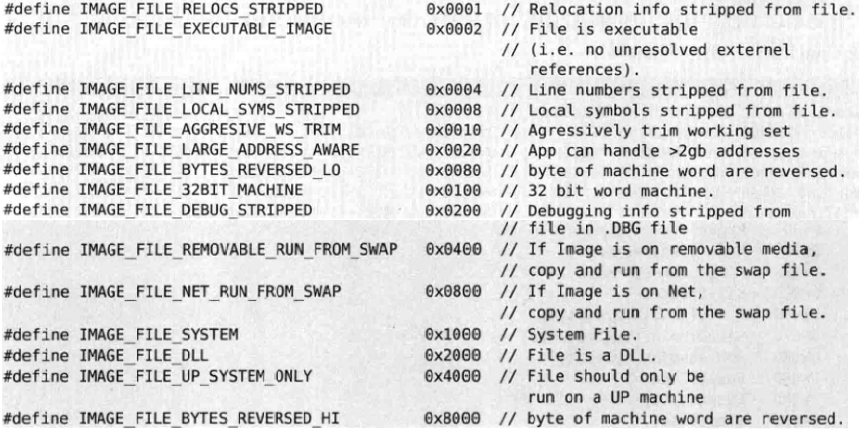 #define IMAGE_FILE_RELOCS_STRIPPED 0x0001 // Relocation info stripped from file.
#define IMAGE_FILE_EXECUTABLE_IMAGE 0x0002 // File is executable
// (i.e. no unresolved externel
references).
#define IMAGE_FILE_LINE_NUMS_STRIPPED 0x0004 // Line numbers stripped from file.
#define IMAGE_FILE_LOCAL_SYMS_STRIPPED 0x0008 // Local symbols stripped from file.
#define IMAGE_FILE_AGGRESIVE_WS_TRIM 0x0010 // Agressively trim working set
#define IMAGE_FILE_LARGE_ADDRESS_AWARE 0x0020 // App can handle >2gb addresses
#define IMAGE_FILE_BYTES_REVERSED_LO 0x0080 // byte of machine word are reversed.
#define IMAGE_FILE_32BIT_MACHINE 0x0100 // 32 bit word machine.
#define IMAGE_FILE_DEBUG_STRIPPED 0x0200 // Debugging info stripped from
// file in .DBG file
#define IMAGE_FILE_REMOVABLE_RUN_FROM_SWAP 0x0400 // If Image is on removable media,
// copy and run from the swap file.
#define IMAGE_FILE_NET_RUN_FROM_SWAP 0x0800 // If Image is on Net,
// copy and run from the swap file.
#define IMAGE_FILE_SYSTEM 0x1000 // System File.
#define IMAGE_FILE_DLL 0x2000 // File is a DLL.
#define IMAGE_FILE_UP_SYSTEM_ONLY 0x4000 // File should only be
run on a UP machine
#define IMAGE_FILE_BYTES_REVERSED_HI 0x8000 // byte of machine word are reversed.